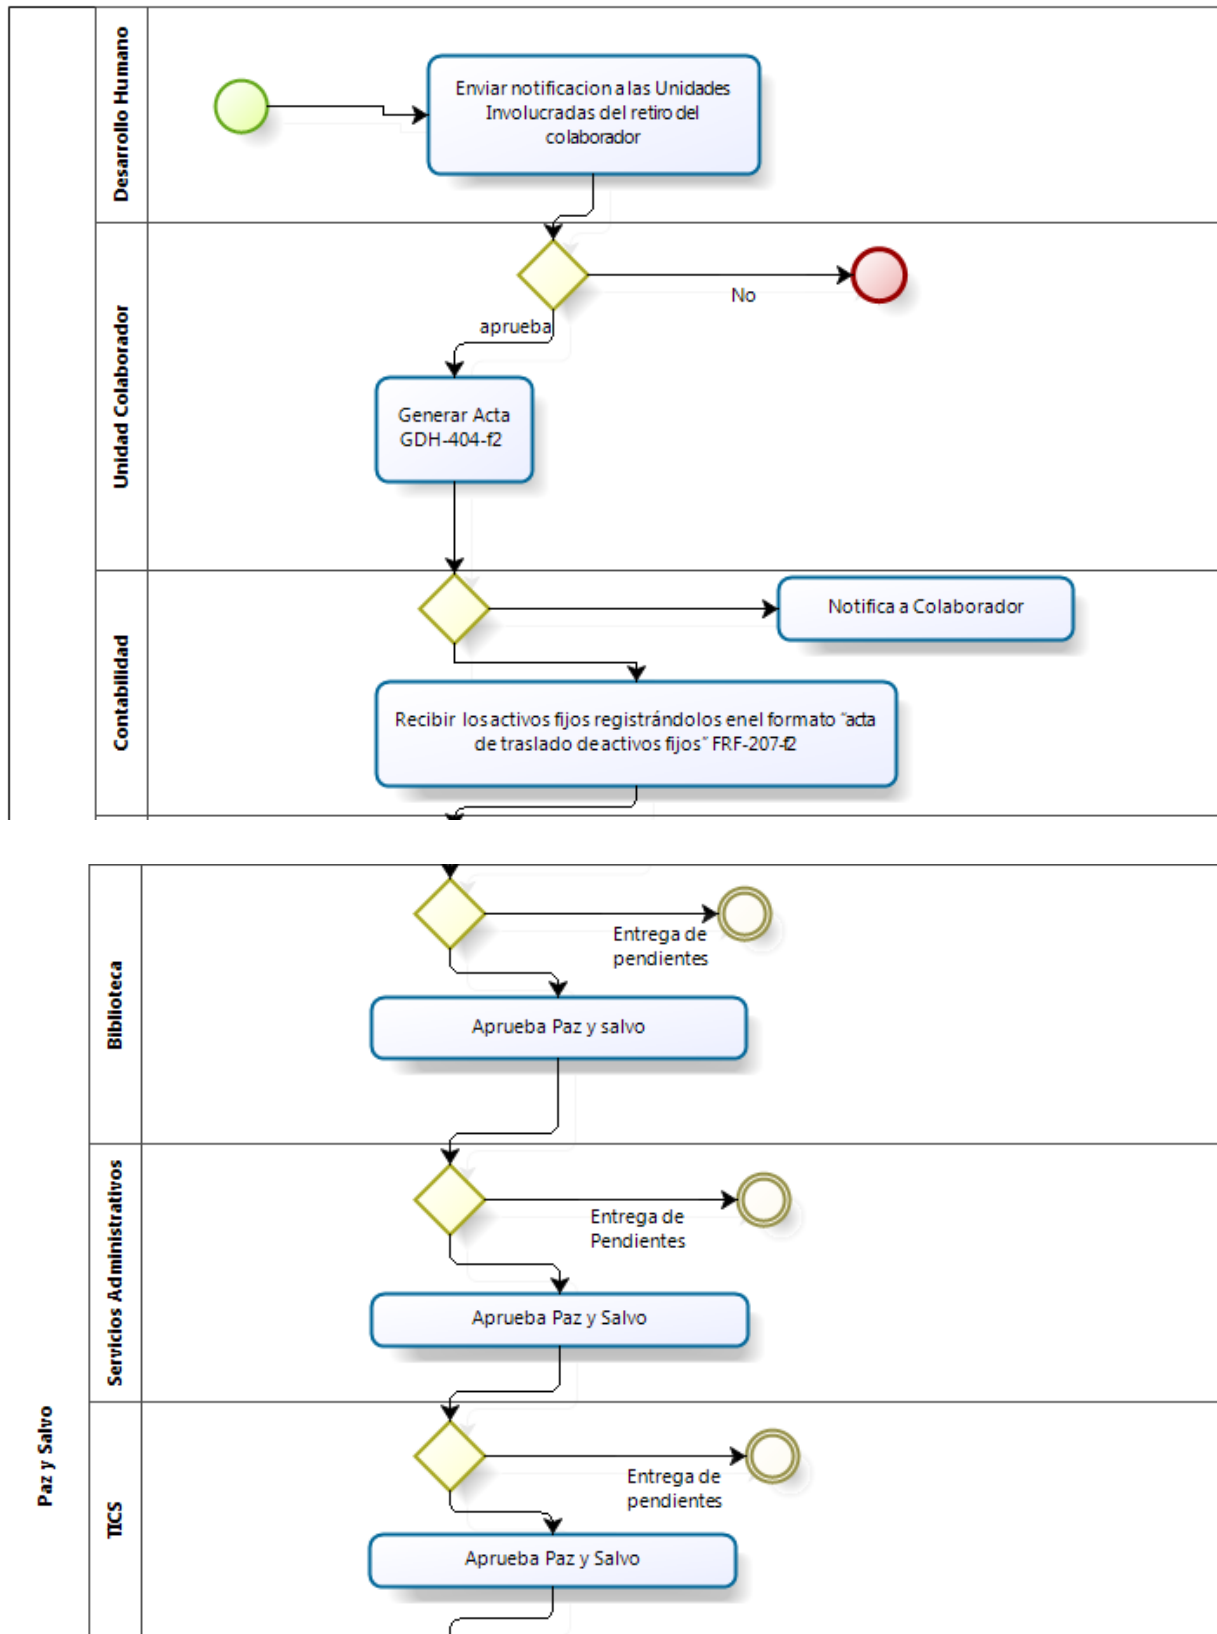 Desarrollo Humano
Enviar notificacion a las Unidades
Involucradas del retiro del
colaborador
Unidad Colaborador
No
aprueba
Generar Acta
GDH-404-f2
Contabilidad
Notifica a Colaborador
Recibir los activos fijos registrándolos en el formato "acta
de traslado de activos fijos" FRF-207-f2
Paz y Salvo
Biblioteca
Entrega de
pendientes
Aprueba Paz y salvo
Servicios Administrativos
Entrega de
Pendientes
Aprueba Paz y Salvo
TICS
Entrega de
pendientes
Aprueba Paz y Salvo